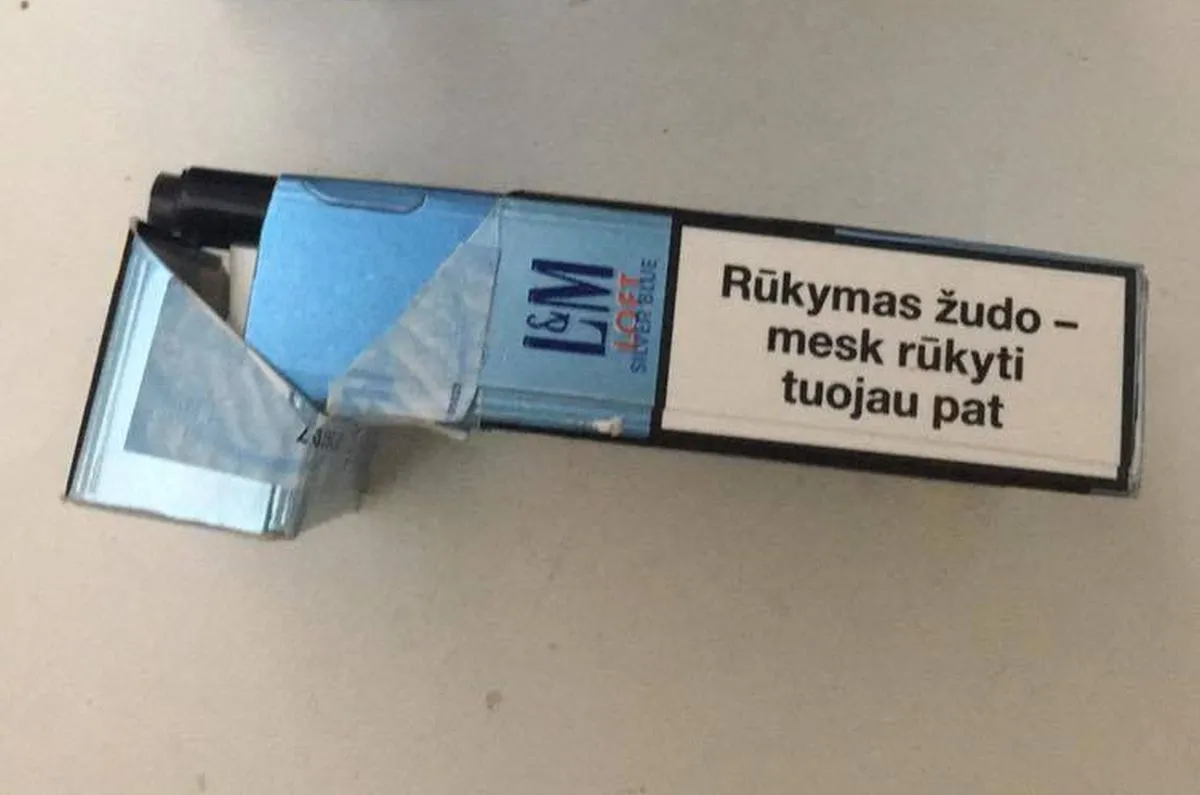 L&M
LOFT
SILVER BLUE
Rūkymas žudo –
mesk rūkyti
tuojau pat